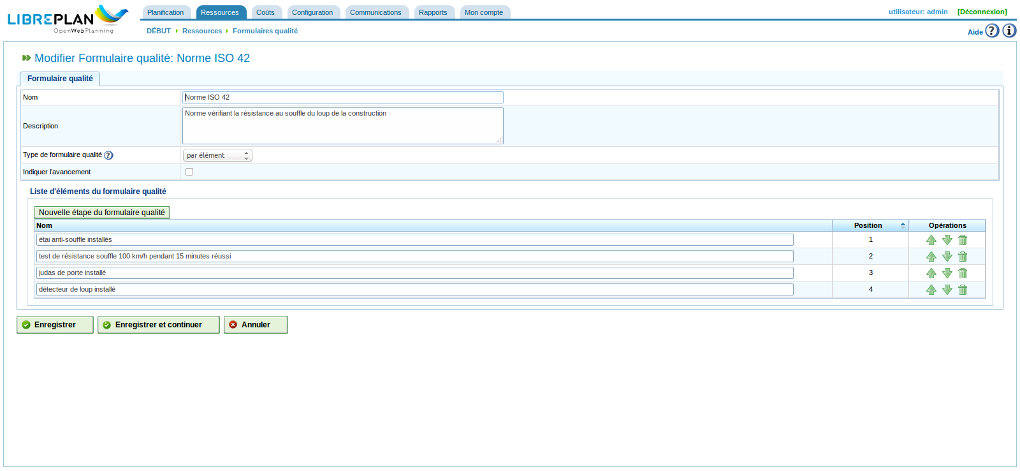 LIBREPLAN
OpenWebPlanning
Planification Ressources Coûts Configuration Communications Rapports Mon compte
utilisateur: admin [Déconnexion]
DÉBUT Ressources Formulaires qualité
Aide ? i
Modifier Formulaire qualité: Norme ISO 42
Formulaire qualité
Nom Norme ISO 42
Description Norme vérifiant la résistance au souffle du loup de la construction
Type de formulaire qualité ? par élément
Indiquer l'avancement
Liste d'éléments du formulaire qualité
Nouvelle étape du formulaire qualité
Nom Position Opérations
étai anti-souffle installés 1
test de résistance souffle 100 km/h pendant 15 minutes réussi 2
judas de porte installé 3
détecteur de loup installé 4
Enregistrer Enregistrer et continuer Annuler